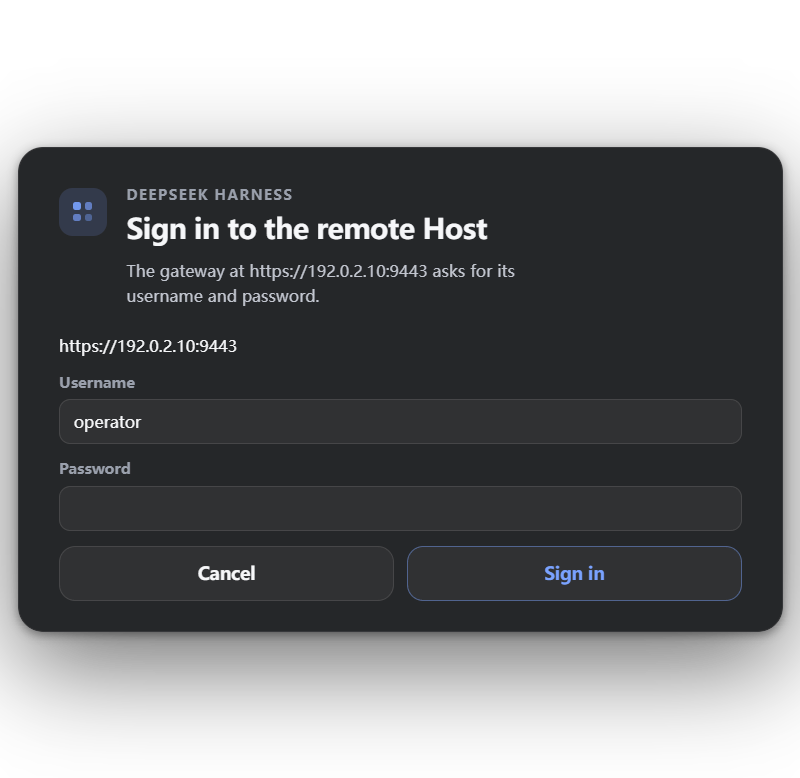 DEEPSEEK HARNESS
Sign in to the remote Host
The gateway at https://192.0.2.10:9443 asks for its
username and password.
https://192.0.2.10:9443
Username
operator
Password
Cancel
Sign in